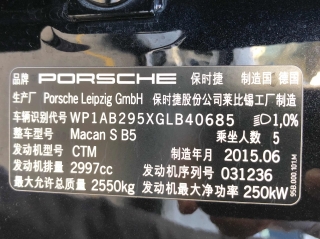 PORSCHE 保时捷 制造国 德国
生产厂 Porsche Leipzig GmbH 保时捷股份公司莱比锡工厂制造
车辆识别代号 WP1AB295XGLB40685 1,0%
整车型号 Macan S B5 乘坐人数 5
发动机型号 CTM 制造年月 2015.06
发动机排量 2997cc 发动机序列号 031236
最大允许总质量 2550kg 发动机最大净功率 250kW